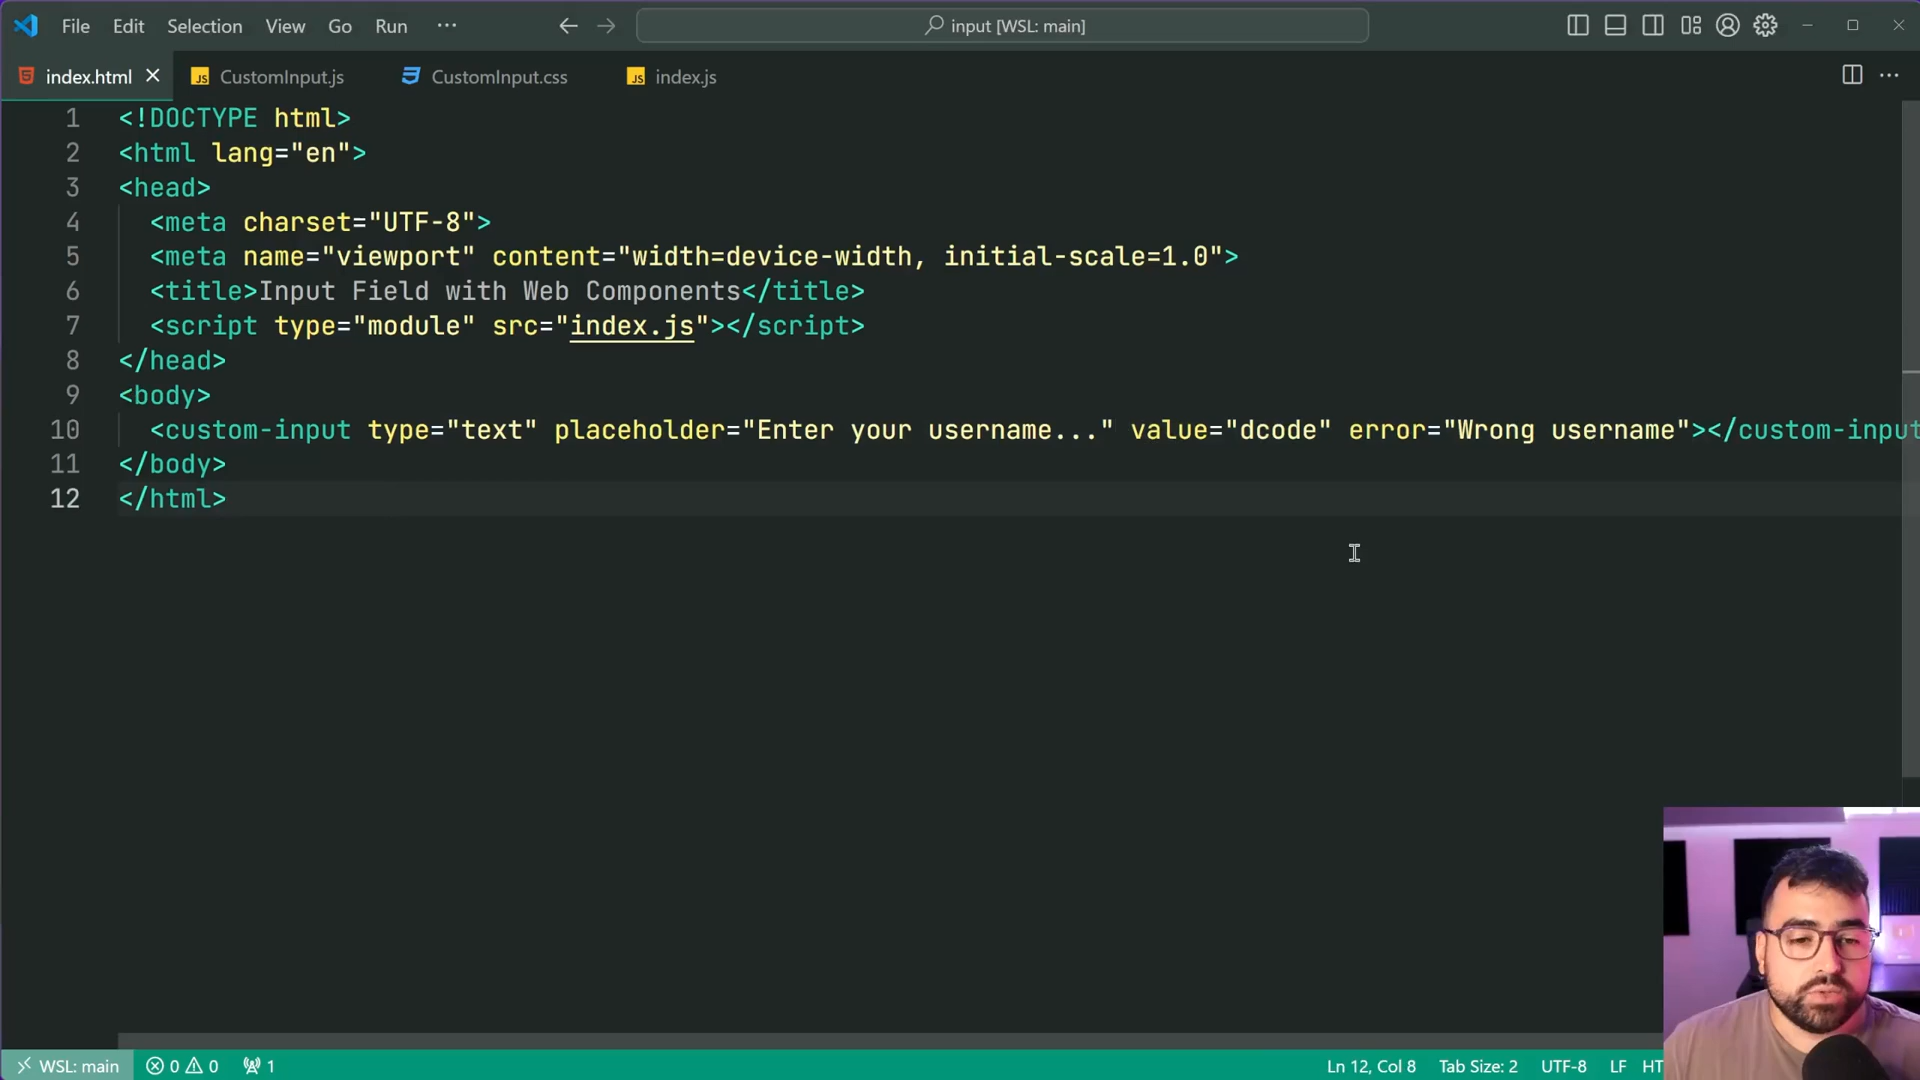 File Edit Selection View Go Run ··· input [WSL: main]
index.html CustomInput.js CustomInput.css index.js
1 <!DOCTYPE html>
2 <html lang="en">
3 <head>
4 <meta charset="UTF-8">
5 <meta name="viewport" content="width=device-width, initial-scale=1.0">
6 <title>Input Field with Web Components</title>
7 <script type="module" src="index.js"></script>
8 </head>
9 <body>
10 <custom-input type="text" placeholder="Enter your username..." value="dcode" error="Wrong username"></custom-input
11 </body>
12 </html>
WSL: main 0 0 1 Ln 12, Col 8 Tab Size: 2 UTF-8 LF HT